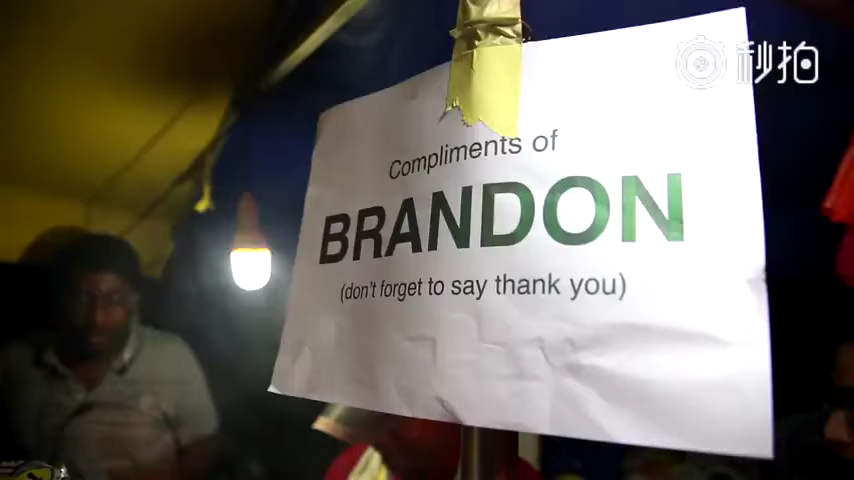 秒拍
Compliments of
BRANDON
(don't forget to say thank you)